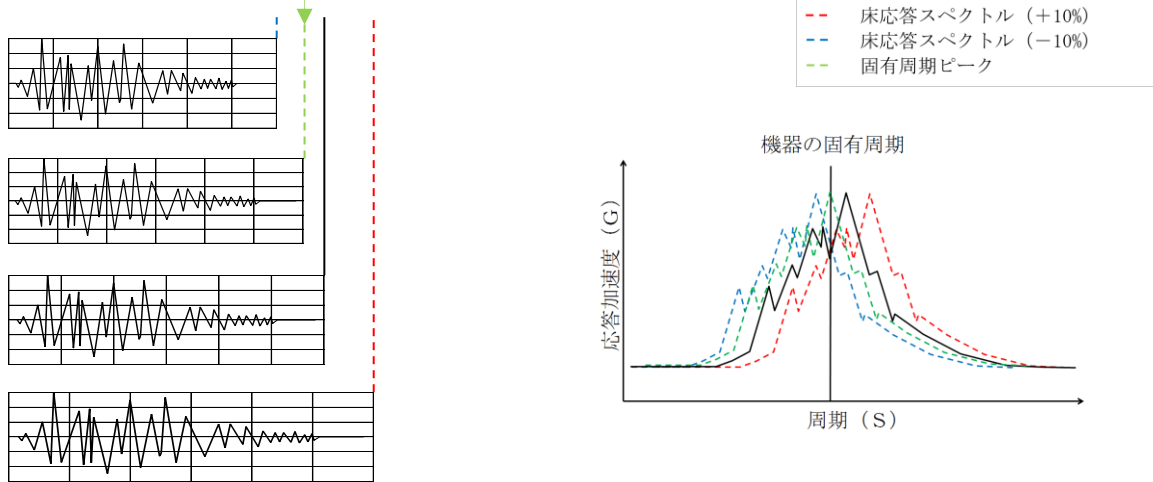 床応答スペクトル（＋10%）
床応答スペクトル（－10%）
固有周期ピーク
機器の固有周期
応答加速度（G）
周期（S）